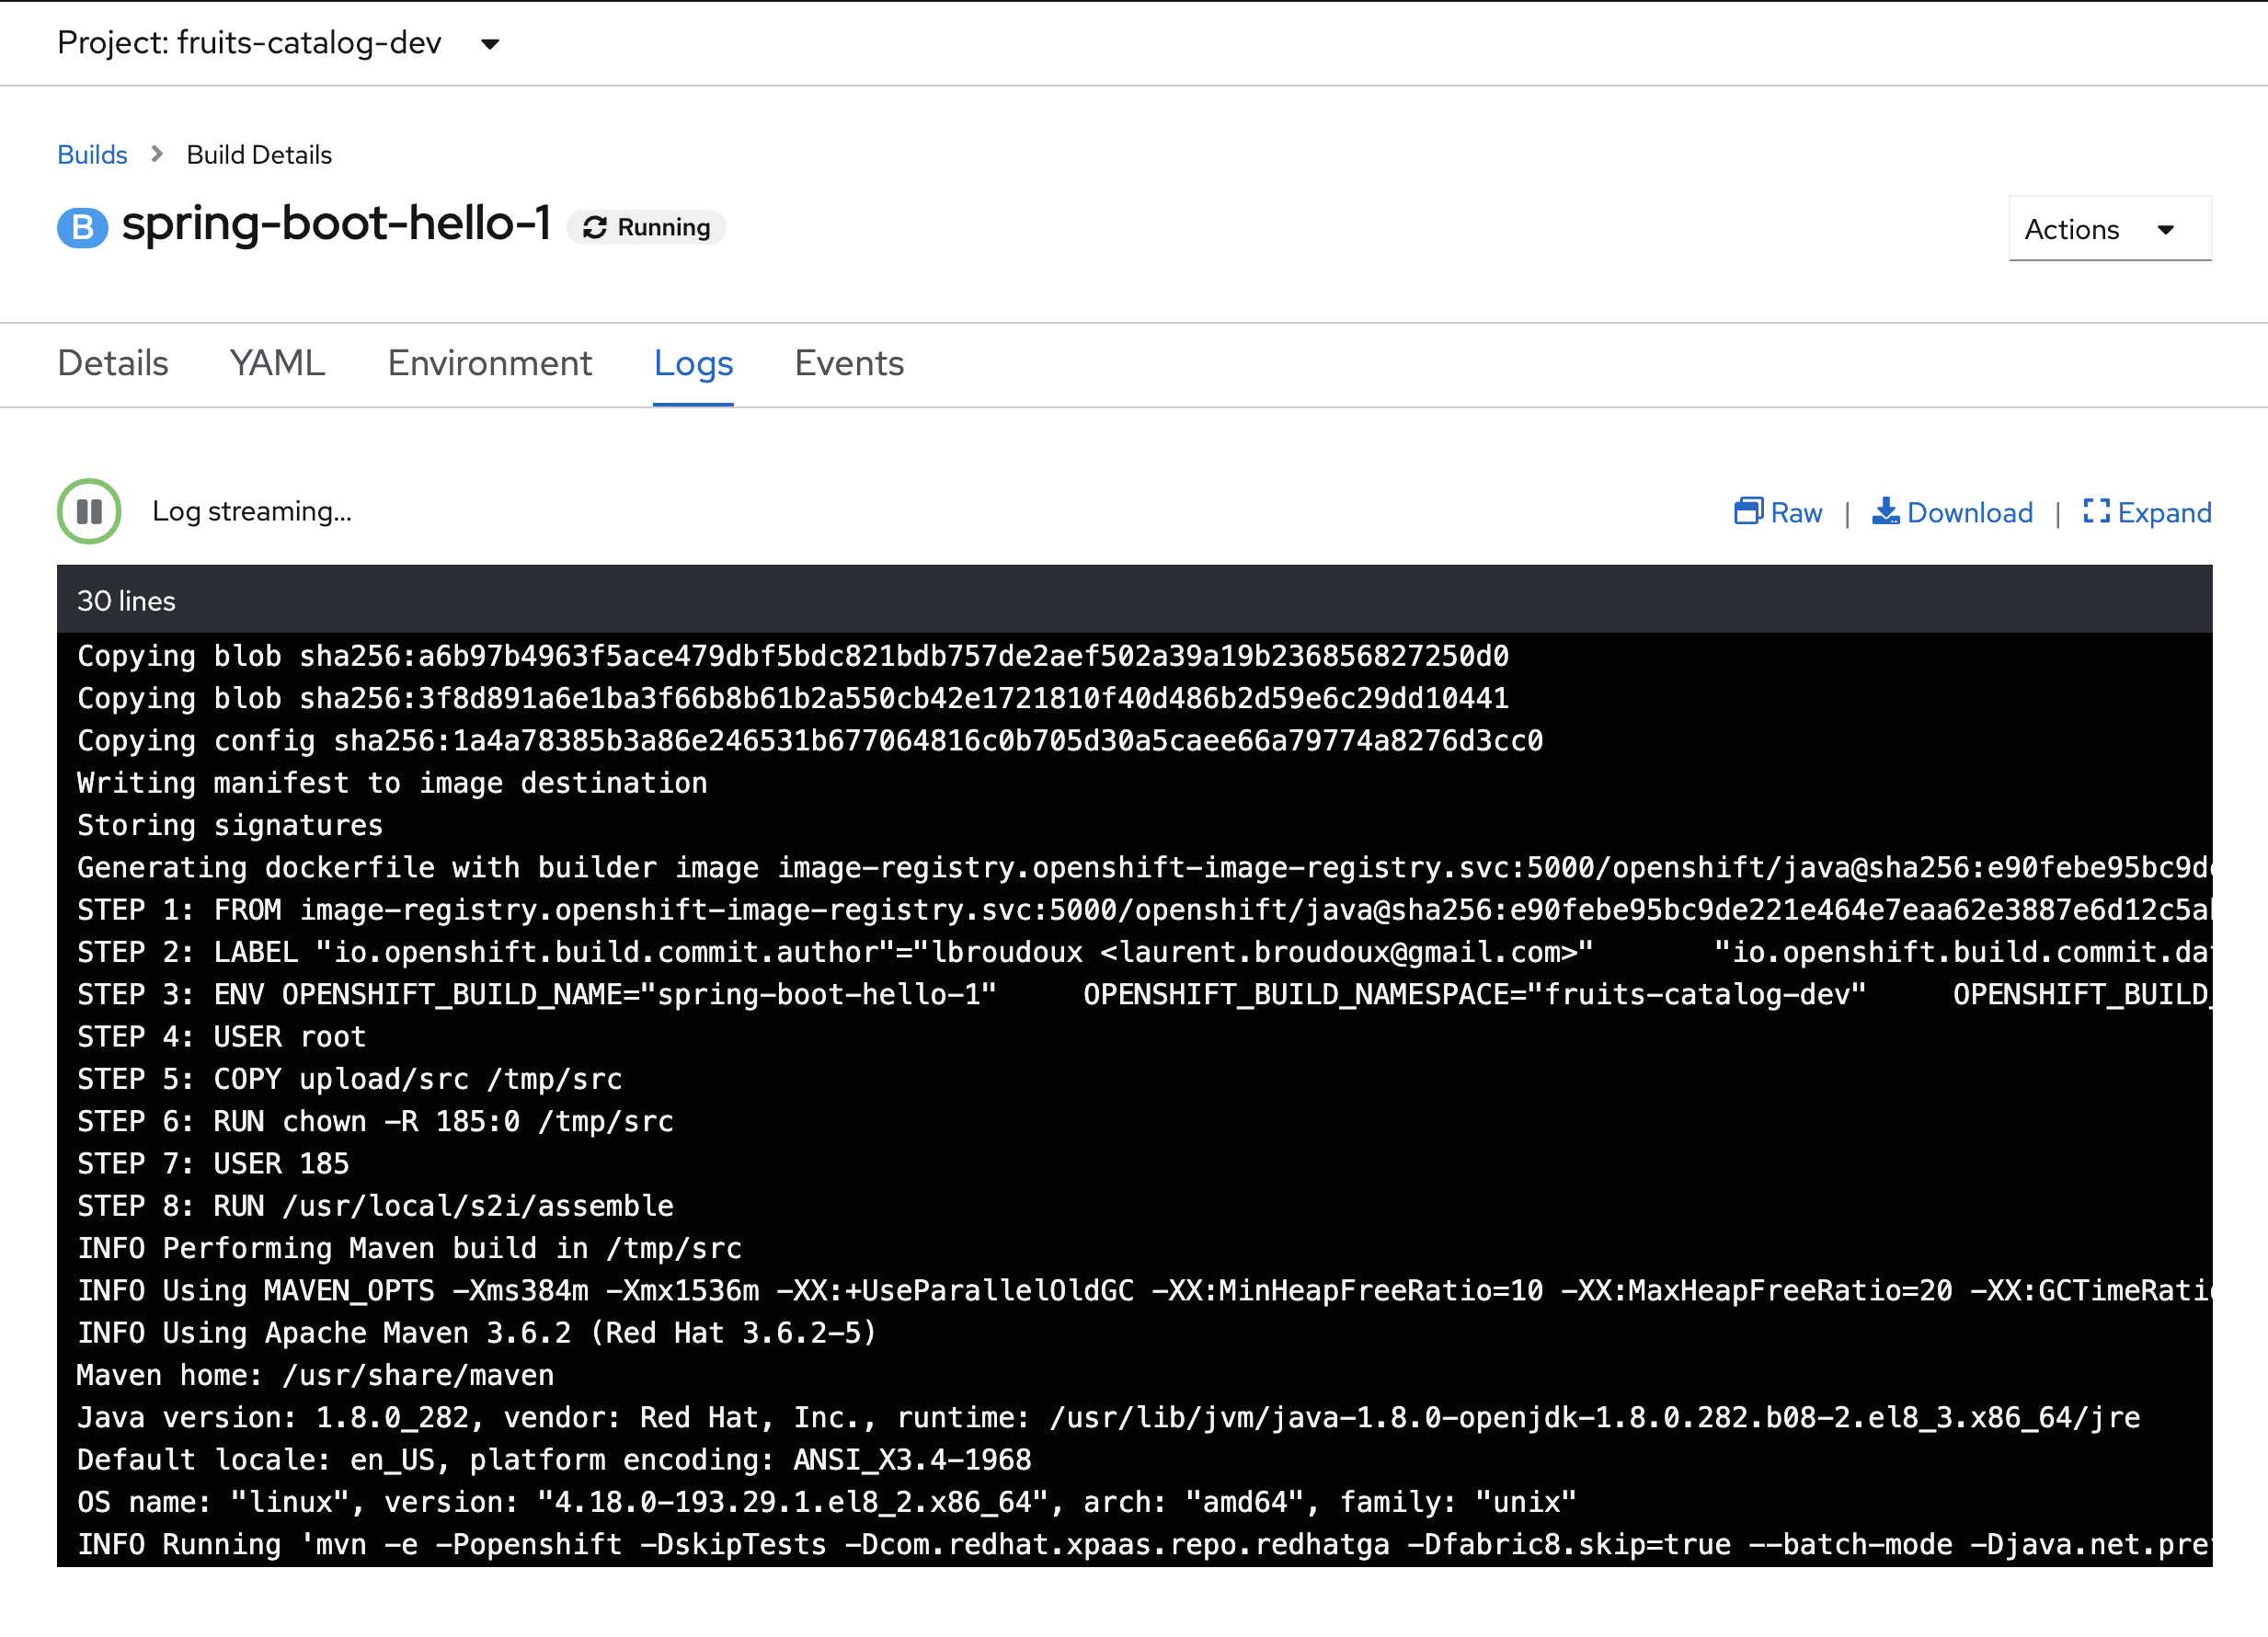 Project: fruits-catalog-dev
Builds > Build Details
B spring-boot-hello-1 Running
Actions
Details YAML Environment Logs Events
Log streaming...
Raw | Download | Expand
30 lines
Copying blob sha256:a6b97b4963f5ace479dbf5bdc821bdb757de2aef502a39a19b236856827250d0
Copying blob sha256:3f8d891a6e1ba3f66b8b61b2a550cb42e1721810f40d486b2d59e6c29dd10441
Copying config sha256:1a4a78385b3a86e246531b677064816c0b705d30a5caee66a79774a8276d3cc0
Writing manifest to image destination
Storing signatures
Generating dockerfile with builder image image-registry.openshift-image-registry.svc:5000/openshift/java@sha256:e90febe95bc9d
STEP 1: FROM image-registry.openshift-image-registry.svc:5000/openshift/java@sha256:e90febe95bc9de221e464e7eaa62e3887e6d12c5a
STEP 2: LABEL "io.openshift.build.commit.author"="lbroudoux <laurent.broudoux@gmail.com>" "io.openshift.build.commit.da
STEP 3: ENV OPENSHIFT_BUILD_NAME="spring-boot-hello-1" OPENSHIFT_BUILD_NAMESPACE="fruits-catalog-dev" OPENSHIFT_BUILD_
STEP 4: USER root
STEP 5: COPY upload/src /tmp/src
STEP 6: RUN chown -R 185:0 /tmp/src
STEP 7: USER 185
STEP 8: RUN /usr/local/s2i/assemble
INFO Performing Maven build in /tmp/src
INFO Using MAVEN_OPTS -Xms384m -Xmx1536m -XX:+UseParallelOldGC -XX:MinHeapFreeRatio=10 -XX:MaxHeapFreeRatio=20 -XX:GCTimeRati
INFO Using Apache Maven 3.6.2 (Red Hat 3.6.2-5)
Maven home: /usr/share/maven
Java version: 1.8.0_282, vendor: Red Hat, Inc., runtime: /usr/lib/jvm/java-1.8.0-openjdk-1.8.0.282.b08-2.el8_3.x86_64/jre
Default locale: en_US, platform encoding: ANSI_X3.4-1968
OS name: "linux", version: "4.18.0-193.29.1.el8_2.x86_64", arch: "amd64", family: "unix"
INFO Running 'mvn -e -Popenshift -DskipTests -Dcom.redhat.xpaas.repo.redhatga -Dfabric8.skip=true --batch-mode -Djava.net.pre